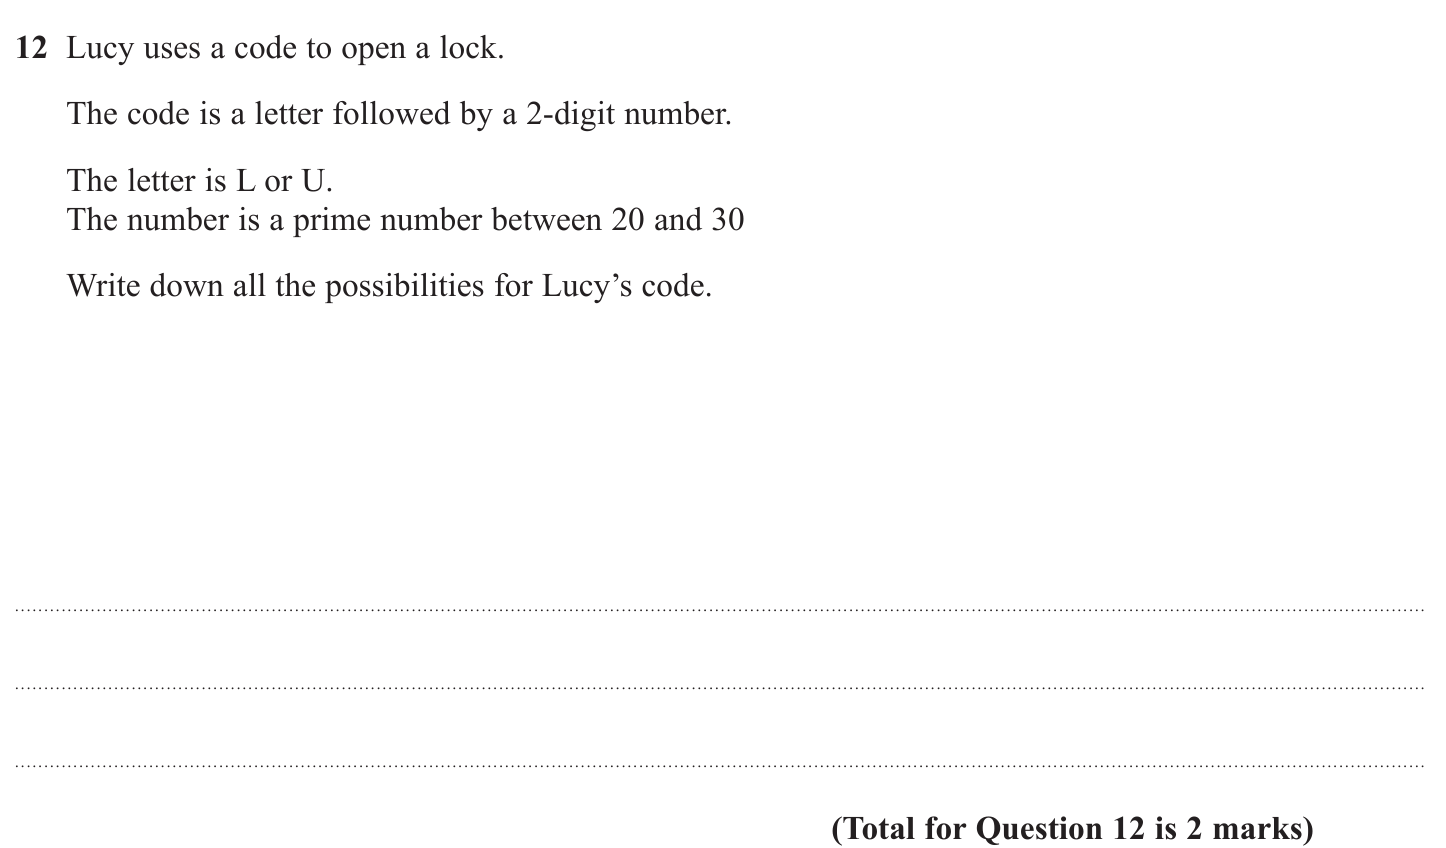 12 Lucy uses a code to open a lock.
The code is a letter followed by a 2-digit number.
The letter is L or U.
The number is a prime number between 20 and 30
Write down all the possibilities for Lucy’s code.
(Total for Question 12 is 2 marks)